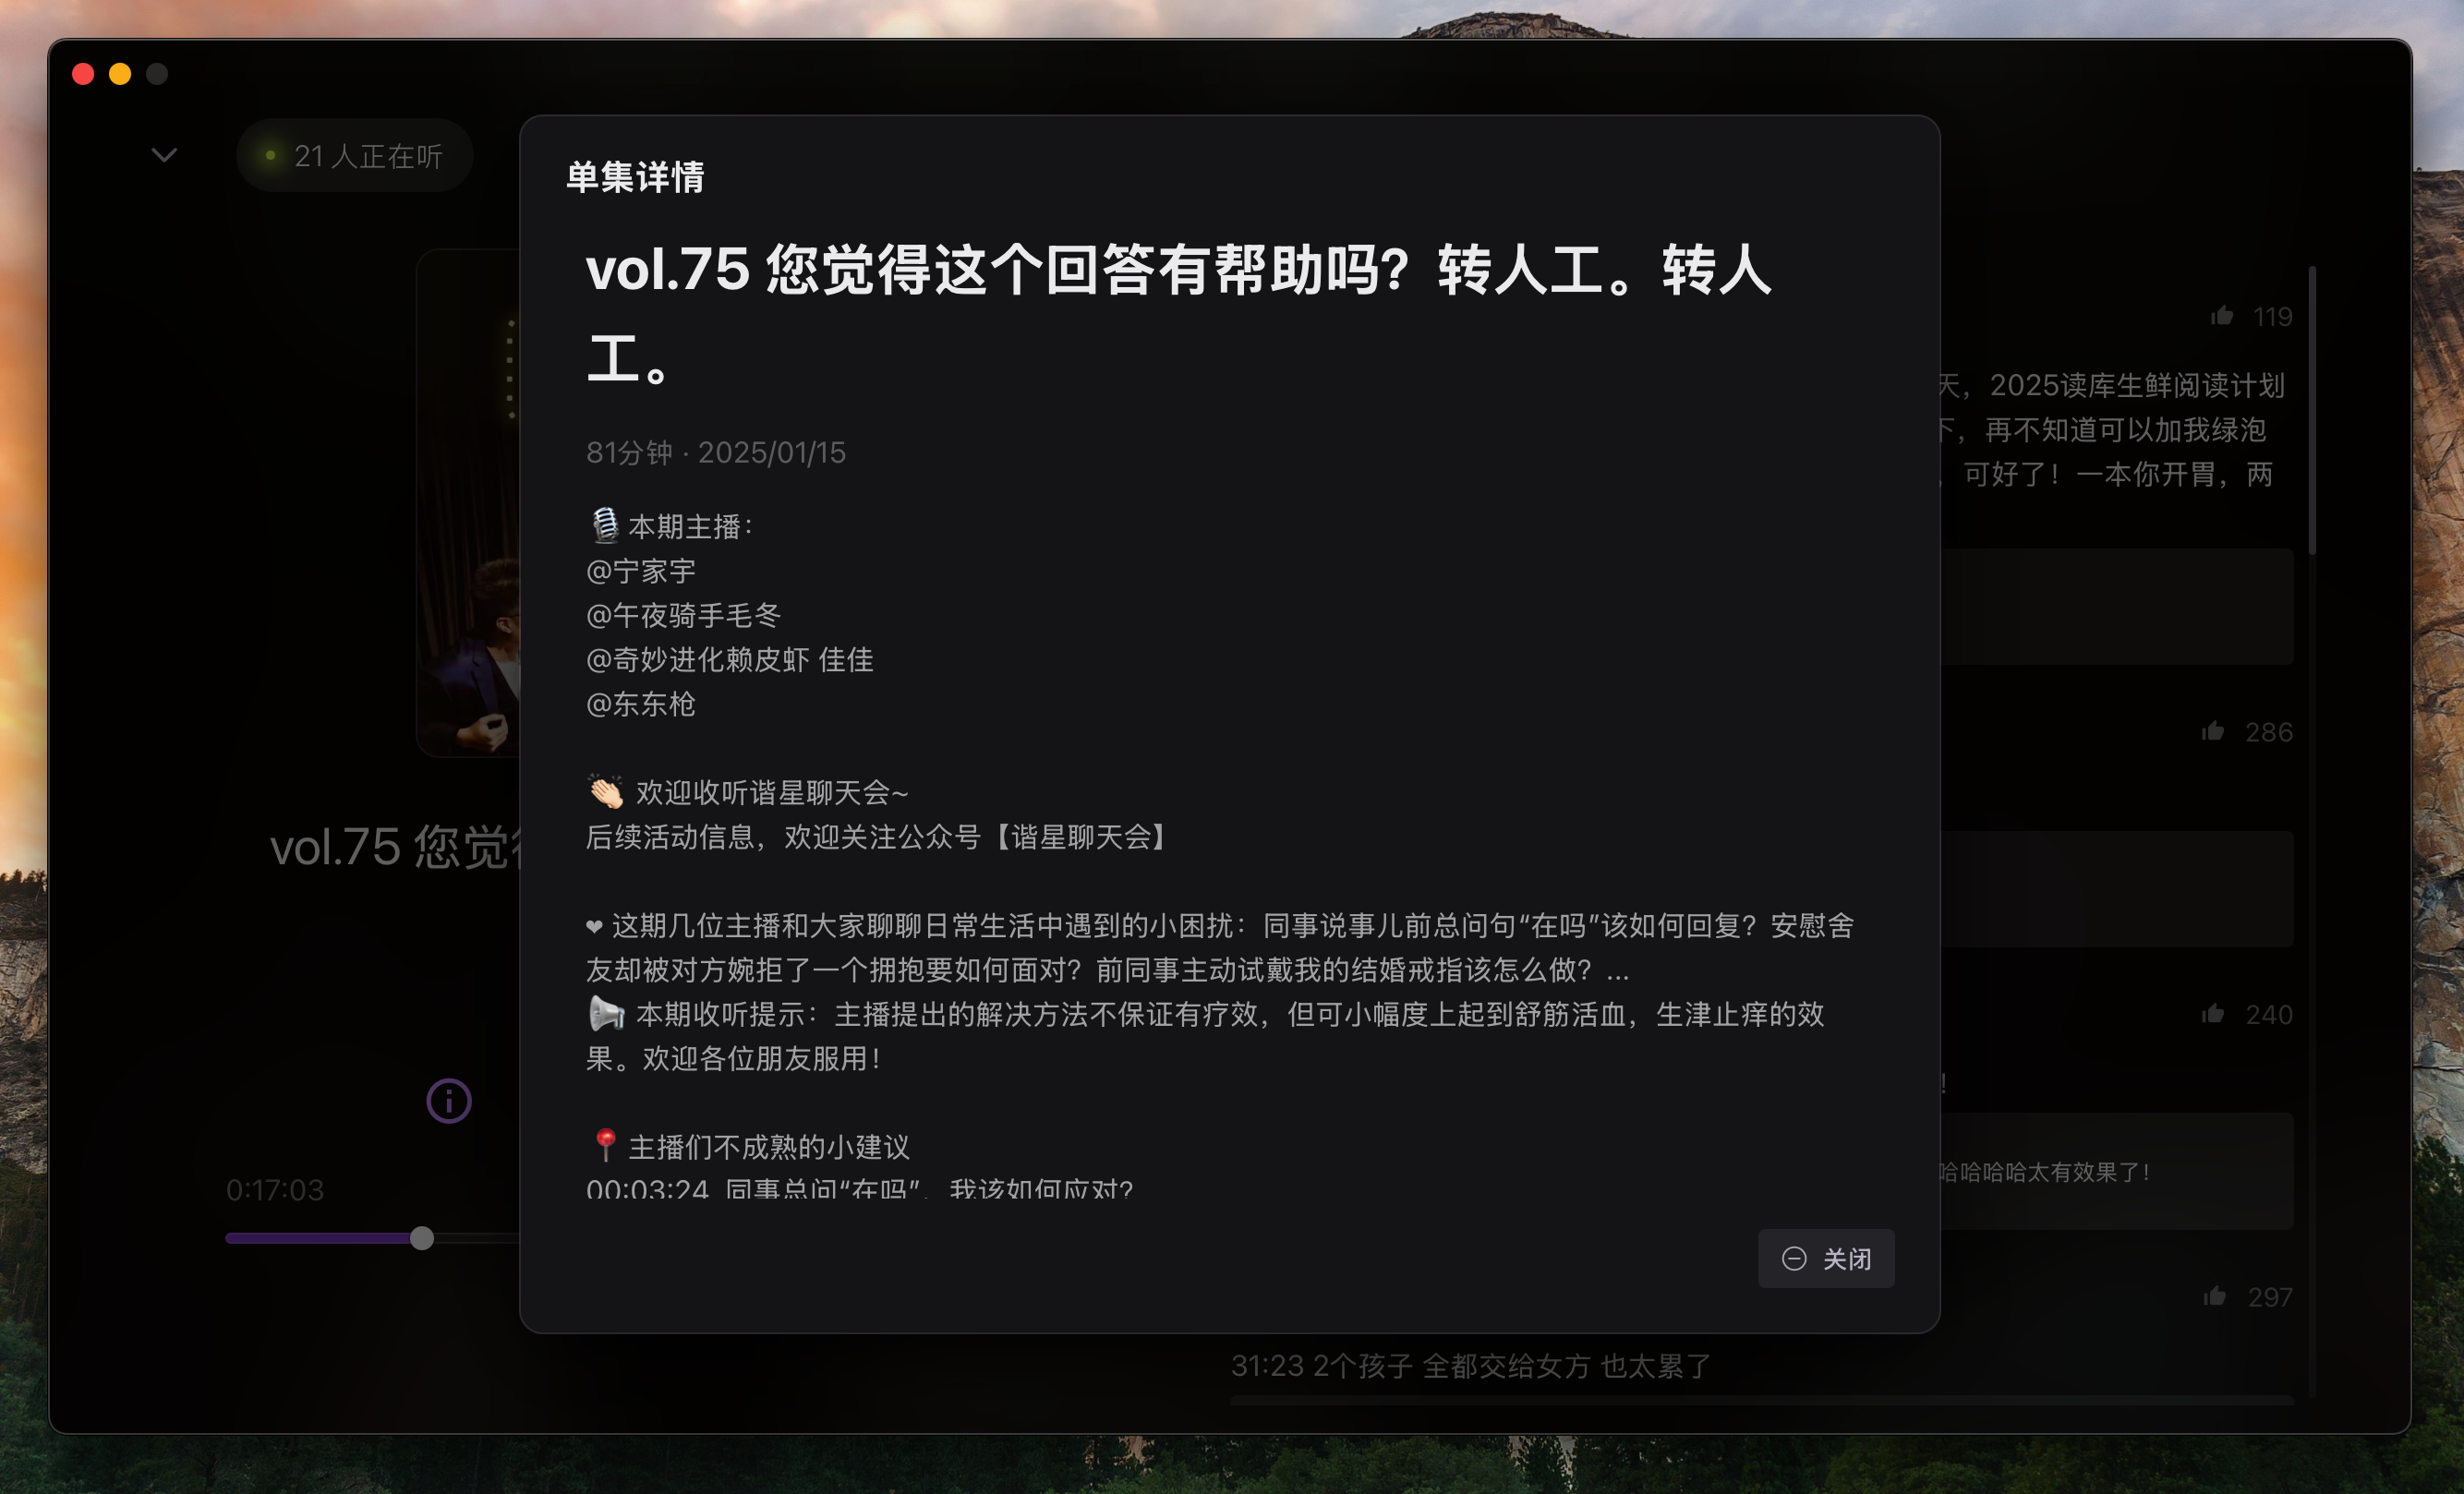 21 人正在听
单集详情
vol.75 您觉得这个回答有帮助吗？转人工。转人
工。
81分钟 · 2025/01/15
🎙️ 本期主播：
@宁家宇
@午夜骑手毛冬
@奇妙进化赖皮虾 佳佳
@东东枪
👏🏻 欢迎收听谐星聊天会~
后续活动信息，欢迎关注公众号【谐星聊天会】
❤ 这期几位主播和大家聊聊日常生活中遇到的小困扰：同事说事儿前总问句“在吗”该如何回复？安慰舍
友却被对方婉拒了一个拥抱要如何面对？前同事主动试戴我的结婚戒指该怎么做？...
📢 本期收听提示：主播提出的解决方法不保证有疗效，但可小幅度上起到舒筋活血，生津止痒的效
果。欢迎各位朋友服用！
📍 主播们不成熟的小建议
00:03:24 同事总问“在吗”，我该如何应对？
关闭
vol.75 您觉
0:17:03
119
天，2025读库生鲜阅读计划
下，再不知道可以加我绿泡
，可好了！一本你开胃，两
286
240
！
哈哈哈哈太有效果了！
297
31:23 2个孩子 全都交给女方 也太累了